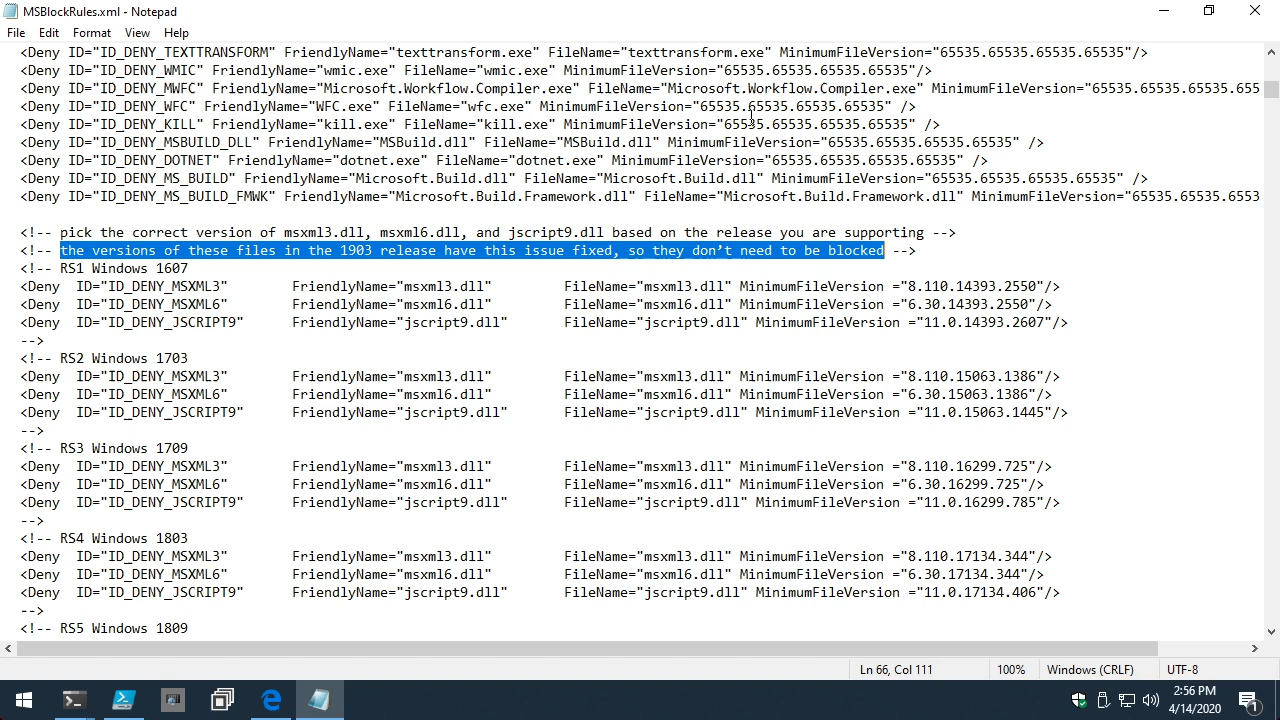 MSBlockRules.xml - Notepad
File Edit Format View Help
<Deny ID="ID_DENY_TEXTTRANSFORM" FriendlyName="texttransform.exe" FileName="texttransform.exe" MinimumFileVersion="65535.65535.65535.65535"/>
<Deny ID="ID_DENY_WMIC" FriendlyName="wmic.exe" FileName="wmic.exe" MinimumFileVersion="65535.65535.65535.65535"/>
<Deny ID="ID_DENY_MWFC" FriendlyName="Microsoft.Workflow.Compiler.exe" FileName="Microsoft.Workflow.Compiler.exe" MinimumFileVersion="65535.65535.65535.655
<Deny ID="ID_DENY_WFC" FriendlyName="WFC.exe" FileName="wfc.exe" MinimumFileVersion="65535.65535.65535.65535" />
<Deny ID="ID_DENY_KILL" FriendlyName="kill.exe" FileName="kill.exe" MinimumFileVersion="65535.65535.65535.65535" />
<Deny ID="ID_DENY_MSBUILD_DLL" FriendlyName="MSBuild.dll" FileName="MSBuild.dll" MinimumFileVersion="65535.65535.65535.65535" />
<Deny ID="ID_DENY_DOTNET" FriendlyName="dotnet.exe" FileName="dotnet.exe" MinimumFileVersion="65535.65535.65535.65535" />
<Deny ID="ID_DENY_MS_BUILD" FriendlyName="Microsoft.Build.dll" FileName="Microsoft.Build.dll" MinimumFileVersion="65535.65535.65535.65535" />
<Deny ID="ID_DENY_MS_BUILD_FMWK" FriendlyName="Microsoft.Build.Framework.dll" FileName="Microsoft.Build.Framework.dll" MinimumFileVersion="65535.65535.65535.6553
<!-- pick the correct version of msxml3.dll, msxml6.dll, and jscript9.dll based on the release you are supporting -->
<!-- the versions of these files in the 1903 release have this issue fixed, so they don’t need to be blocked -->
<!-- RS1 Windows 1607
<Deny  ID="ID_DENY_MSXML3"        FriendlyName="msxml3.dll"         FileName="msxml3.dll" MinimumFileVersion ="8.110.14393.2550"/>
<Deny  ID="ID_DENY_MSXML6"        FriendlyName="msxml6.dll"         FileName="msxml6.dll" MinimumFileVersion ="6.30.14393.2550"/>
<Deny  ID="ID_DENY_JSCRIPT9"      FriendlyName="jscript9.dll"       FileName="jscript9.dll" MinimumFileVersion ="11.0.14393.2607"/>
-->
<!-- RS2 Windows 1703
<Deny  ID="ID_DENY_MSXML3"        FriendlyName="msxml3.dll"         FileName="msxml3.dll" MinimumFileVersion ="8.110.15063.1386"/>
<Deny  ID="ID_DENY_MSXML6"        FriendlyName="msxml6.dll"         FileName="msxml6.dll" MinimumFileVersion ="6.30.15063.1386"/>
<Deny  ID="ID_DENY_JSCRIPT9"      FriendlyName="jscript9.dll"       FileName="jscript9.dll" MinimumFileVersion ="11.0.15063.1445"/>
-->
<!-- RS3 Windows 1709
<Deny  ID="ID_DENY_MSXML3"        FriendlyName="msxml3.dll"         FileName="msxml3.dll" MinimumFileVersion ="8.110.16299.725"/>
<Deny  ID="ID_DENY_MSXML6"        FriendlyName="msxml6.dll"         FileName="msxml6.dll" MinimumFileVersion ="6.30.16299.725"/>
<Deny  ID="ID_DENY_JSCRIPT9"      FriendlyName="jscript9.dll"       FileName="jscript9.dll" MinimumFileVersion ="11.0.16299.785"/>
-->
<!-- RS4 Windows 1803
<Deny  ID="ID_DENY_MSXML3"        FriendlyName="msxml3.dll"         FileName="msxml3.dll" MinimumFileVersion ="8.110.17134.344"/>
<Deny  ID="ID_DENY_MSXML6"        FriendlyName="msxml6.dll"         FileName="msxml6.dll" MinimumFileVersion ="6.30.17134.344"/>
<Deny  ID="ID_DENY_JSCRIPT9"      FriendlyName="jscript9.dll"       FileName="jscript9.dll" MinimumFileVersion ="11.0.17134.406"/>
-->
<!-- RS5 Windows 1809
Ln 66, Col 111 100% Windows (CRLF) UTF-8
2:56 PM
4/14/2020
1